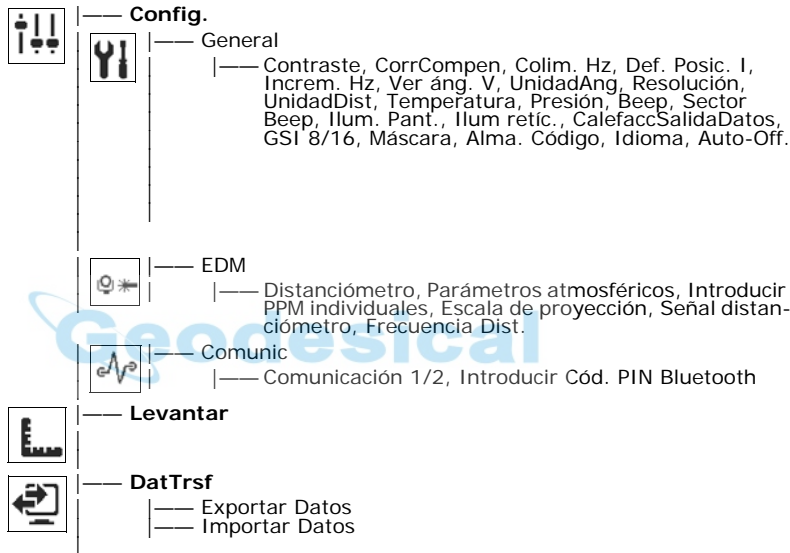 Config.
General
Contraste, CorrCompen, Colim. Hz, Def. Posic. I,
Increm. Hz, Ver áng. V, UnidadAng, Resolución,
UnidadDist, Temperatura, Presión, Beep, Sector
Beep, Ilum. Pant., Ilum retíc., CalefaccSalidaDatos,
GSI 8/16, Máscara, Alma. Código, Idioma, Auto-Off.
EDM
Distanciómetro, Parámetros atmosféricos, Introducir
PPM individuales, Escala de proyección, Señal distan-
ciómetro, Frecuencia Dist.
Geodesical
Comunic
Comunicación 1/2, Introducir Cód. PIN Bluetooth
Levantar
DatTrsf
Exportar Datos
Importar Datos